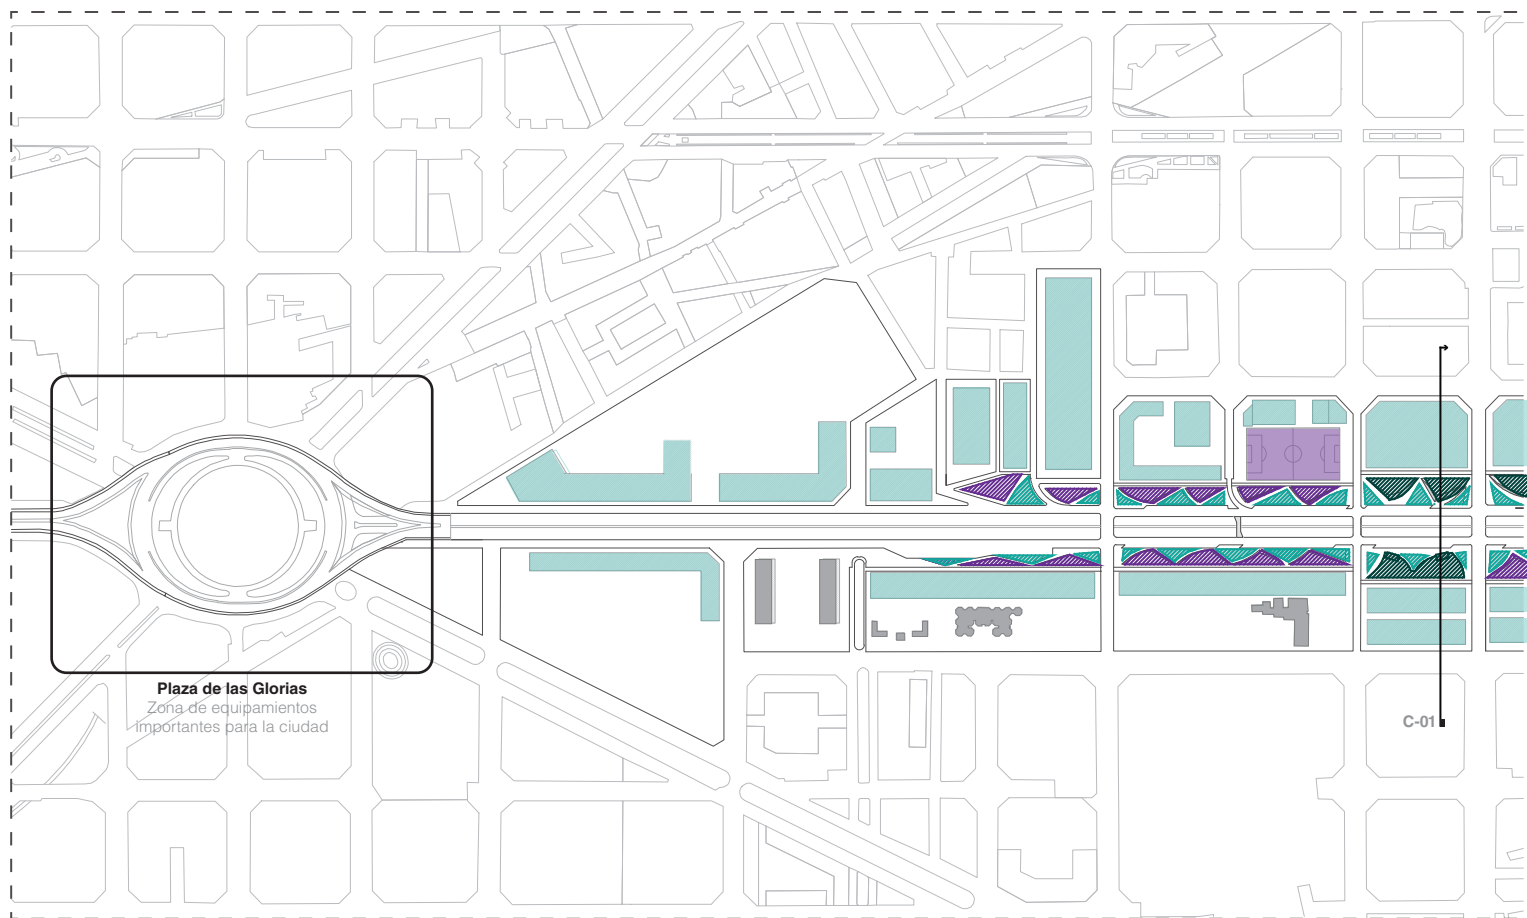 Plaza de las Glorias
Zona de equipamientos
importantes para la ciudad
C-01